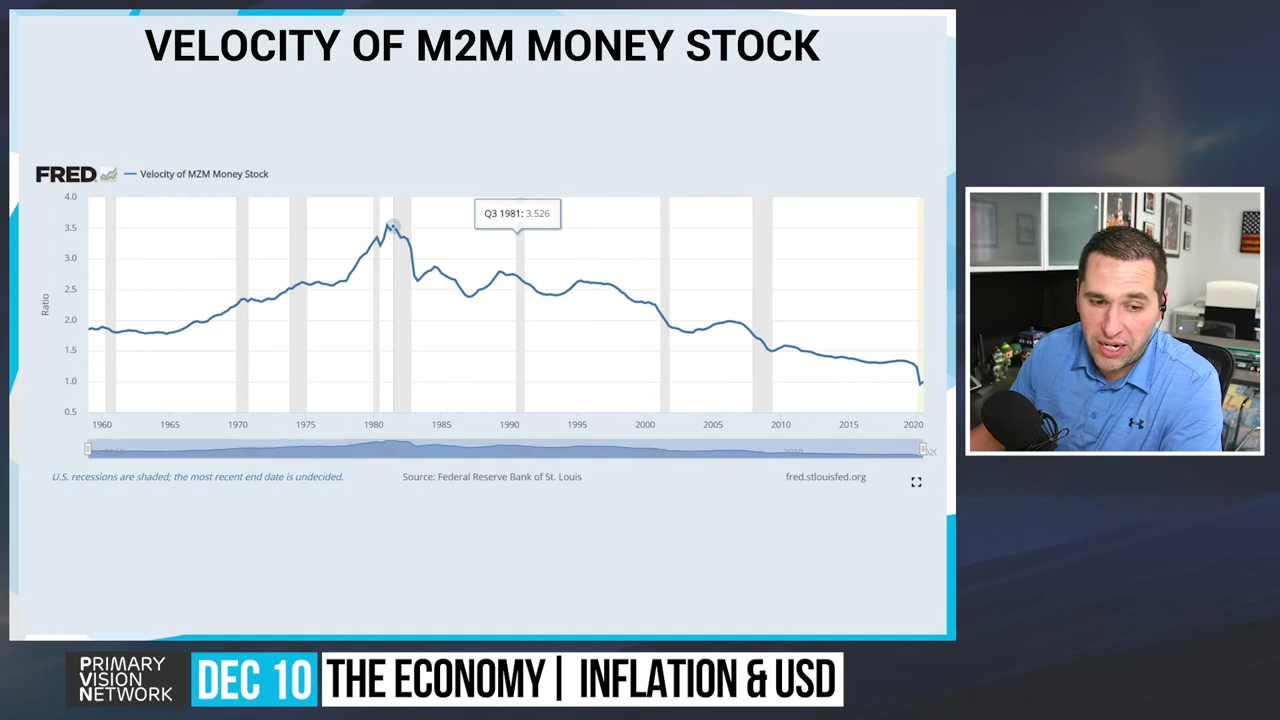 VELOCITY OF M2M MONEY STOCK
FRED
Velocity of MZM Money Stock
4.0
3.5
3.0
2.5
2.0
1.5
1.0
0.5
Ratio
Q3 1981: 3.526
1960 1965 1970 1975 1980 1985 1990 1995 2000 2005 2010 2015 2020
2010
U.S. recessions are shaded; the most recent end date is undecided.
Source: Federal Reserve Bank of St. Louis
fred.stlouisfed.org
PRIMARY
VISION
NETWORK
DEC 10
THE ECONOMY | INFLATION & USD